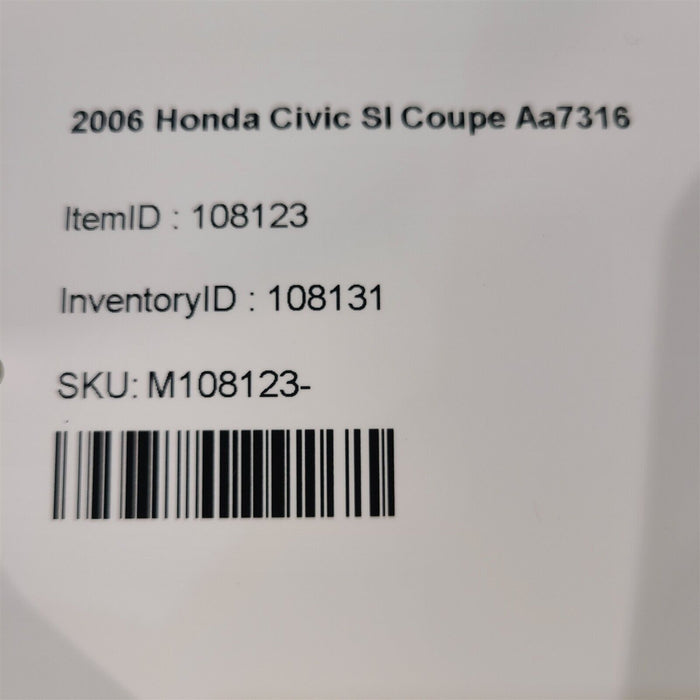 2006 Honda Civic SI Coupe Aa7316
ItemID : 108123
InventoryID : 108131
SKU: M108123-